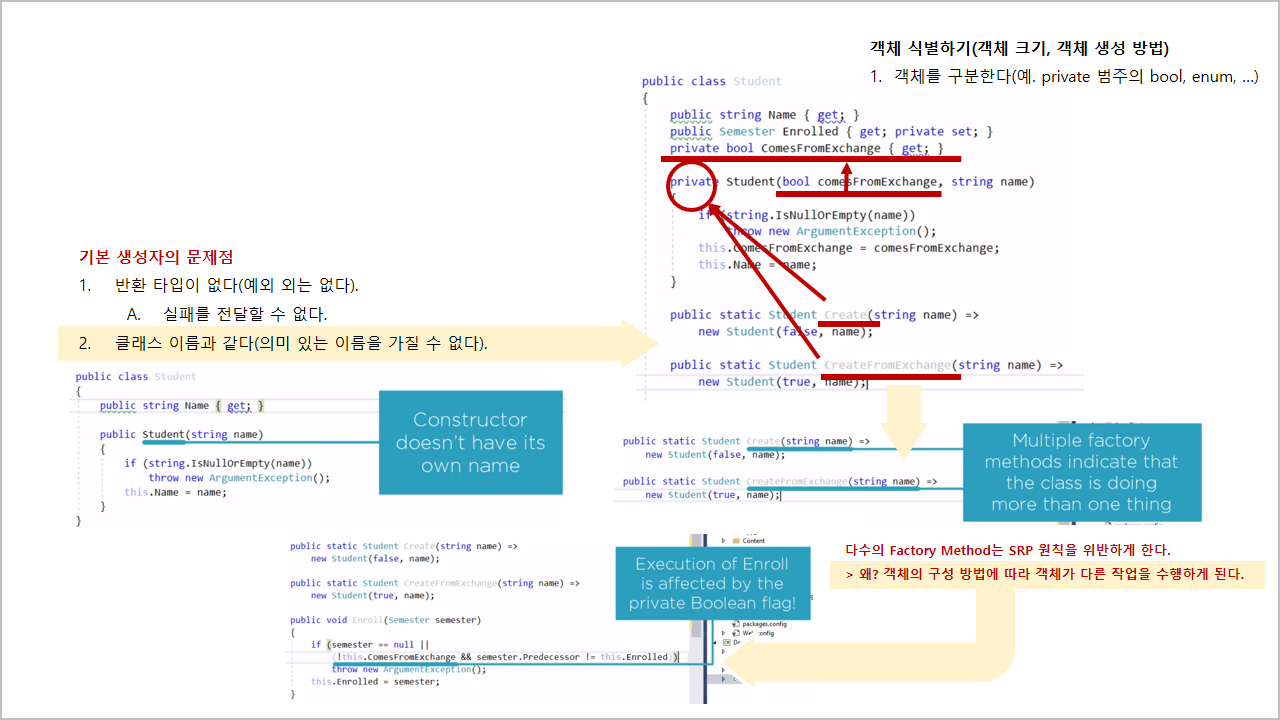 객체 식별하기(객체 크기, 객체 생성 방법)
1. 객체를 구분한다(예. private 범주의 bool, enum, ...)
public class Student
{
public string Name { get; }
public Semester Enrolled { get; private set; }
private bool ComesFromExchange { get; }
private Student(bool comesFromExchange, string name)
{
if (string.IsNullOrEmpty(name))
throw new ArgumentException();
this.ComesFromExchange = comesFromExchange;
this.Name = name;
}
public static Student Create(string name) =>
new Student(false, name);
public static Student CreateFromExchange(string name) =>
new Student(true, name);
기본 생성자의 문제점
1. 반환 타입이 없다(예외 외는 없다).
A. 실패를 전달할 수 없다.
2. 클래스 이름과 같다(의미 있는 이름을 가질 수 없다).
public class Student
{
public string Name { get; }
public Student(string name)
{
if (string.IsNullOrEmpty(name))
throw new ArgumentException();
this.Name = name;
}
}
Constructor
doesn't have its
own name
public static Student Create(string name) =>
new Student(false, name);
public static Student CreateFromExchange(string name) =>
new Student(true, name);
Multiple factory
methods indicate that
the class is doing
more than one thing
public static Student Create(string name) =>
new Student(false, name);
public static Student CreateFromExchange(string name) =>
new Student(true, name);
public void Enroll(Semester semester)
{
if (semester == null ||
(!this.ComesFromExchange && semester.Predecessor != this.Enrolled))
throw new ArgumentException();
this.Enrolled = semester;
}
Execution of Enroll
is affected by the
private Boolean flag!
Content
packages.config
다수의 Factory Method는 SRP 원칙을 위반하게 한다.
> 왜? 객체의 구성 방법에 따라 객체가 다른 작업을 수행하게 된다.